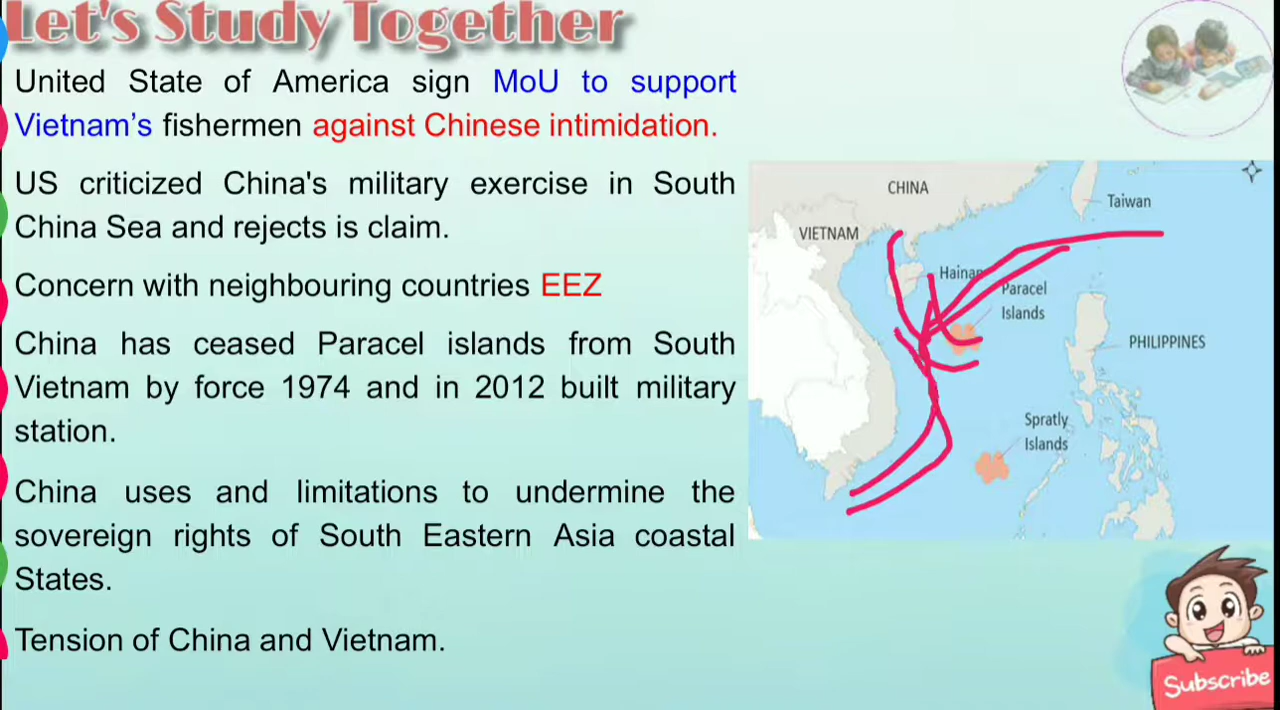 Let's Study Together
United State of America sign MoU to support
Vietnam's fishermen against Chinese intimidation.
US criticized China's military exercise in South
China Sea and rejects is claim.
Concern with neighbouring countries EEZ
China has ceased Paracel islands from South
Vietnam by force 1974 and in 2012 built military
station.
China uses and limitations to undermine the
sovereign rights of South Eastern Asia coastal
States.
Tension of China and Vietnam.
CHINA
Taiwan
VIETNAM
Hainan
Paracel
Islands
PHILIPPINES
Spratly
Islands
Subscribe